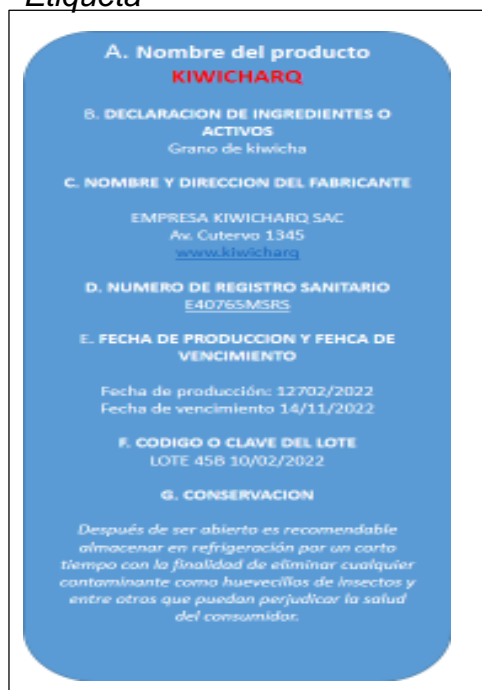 Etiqueta
A. Nombre del producto
KIWICHARQ
B. DECLARACION DE INGREDIENTES O
ACTIVOS
Grano de kiwicha
C. NOMBRE Y DIRECCION DEL FABRICANTE
EMPRESA KIWICHARQ SAC
Av. Cutervo 1345
www.kiwicharq
D. NUMERO DE REGISTRO SANITARIO
E40765MSRS
E. FECHA DE PRODUCCION Y FEHCA DE
VENCIMIENTO
Fecha de producción: 12702/2022
Fecha de vencimiento 14/11/2022
F. CODIGO O CLAVE DEL LOTE
LOTE 45B 10/02/2022
G. CONSERVACION
Después de ser abierto es recomendable
almacenar en refrigeración por un corto
tiempo con la finalidad de eliminar cualquier
contaminante como huevecillos de insectos y
entre otros que puedan perjudicar la salud
del consumidor.